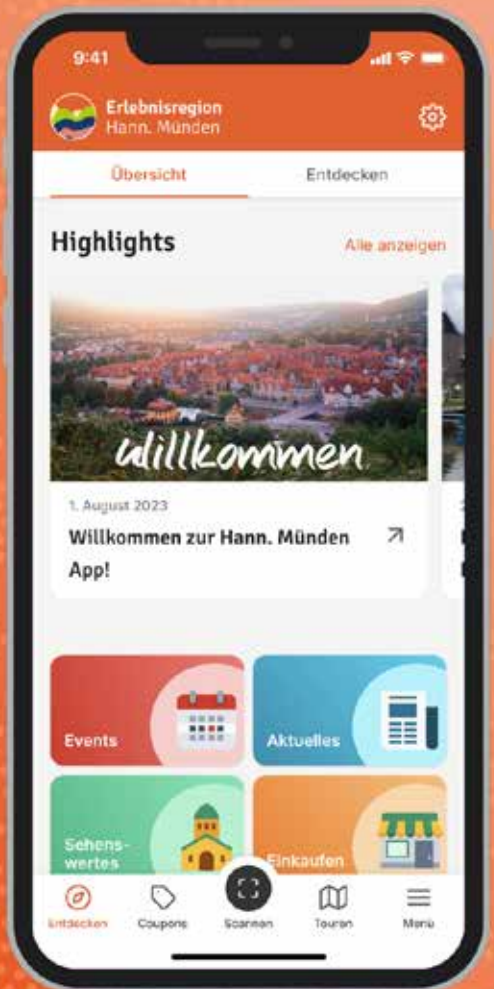 9:41
Erlebnisregion
Hann. Münden
Übersicht
Entdecken
Highlights
Alle anzeigen
willkommen
1. August 2023
Willkommen zur Hann. Münden
App!
Events
Aktuelles
Sehens-
wertes
Einkaufen
Entdecken
Coupons
Scannen
Touren
Menü